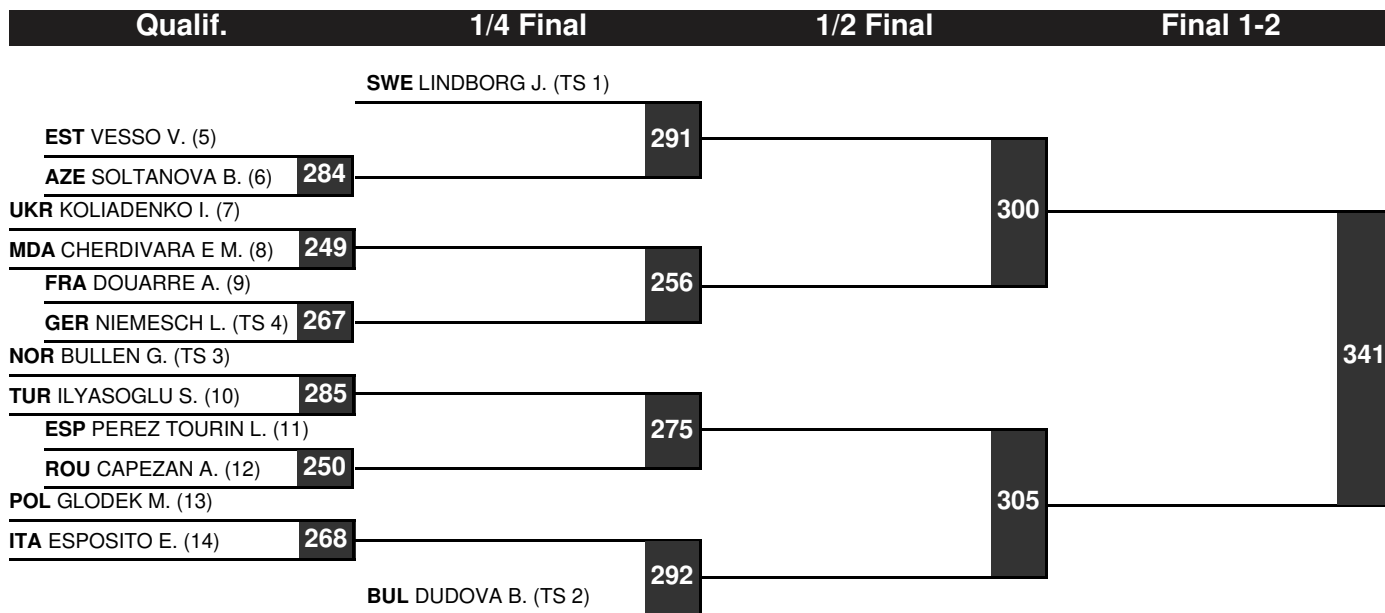 Qualif. 1/4 Final 1/2 Final Final 1-2
SWE LINDBORG J. (TS 1)
EST VESSO V. (5)
291
AZE SOLTANOVA B. (6) 284
UKR KOLIADENKO I. (7)
300
MDA CHERDIVARA E M. (8) 249
FRA DOUARRE A. (9)
256
GER NIEMESCH L. (TS 4) 267
NOR BULLEN G. (TS 3)
341
TUR ILYASOGLU S. (10) 285
ESP PEREZ TOURIN L. (11)
275
ROU CAPEZAN A. (12) 250
POL GLODEK M. (13)
305
ITA ESPOSITO E. (14) 268
292
BUL DUDOVA B. (TS 2)